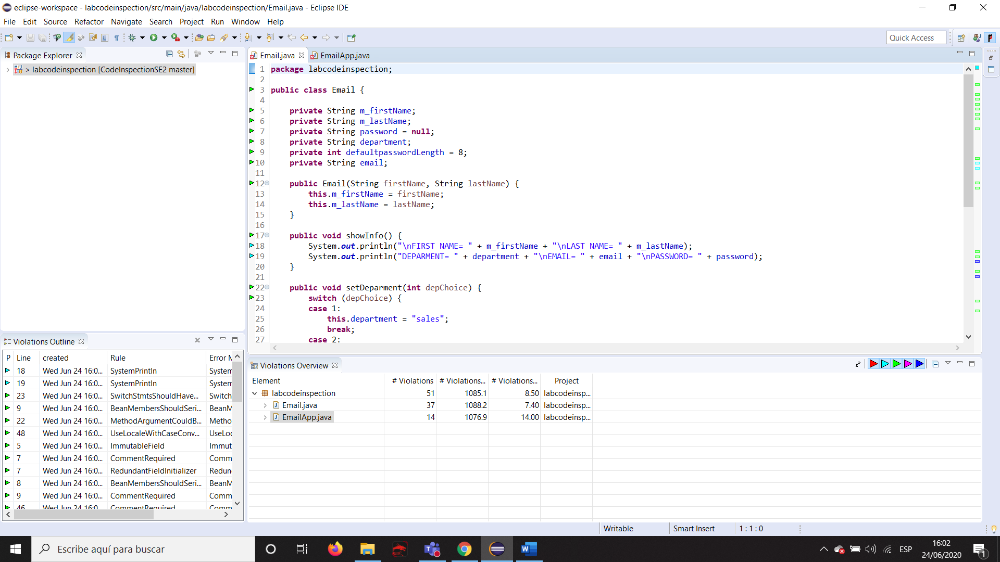 eclipse-workspace - labcodeinspection/src/main/java/labcodeinspection/Email.java - Eclipse IDE
File Edit Source Refactor Navigate Search Project Run Window Help
Quick Access
Package Explorer
> labcodeinspection [CodeInspectionSE2 master]
Email.java EmailApp.java
1 package labcodeinspection;
2
3 public class Email {
4
5 private String m_firstName;
6 private String m_lastName;
7 private String password = null;
8 private String department;
9 private int defaultpasswordLength = 8;
10 private String email;
11
12 public Email(String firstName, String lastName) {
13 this.m_firstName = firstName;
14 this.m_lastName = lastName;
15 }
16
17 public void showInfo() {
18 System.out.println("\nFIRST NAME= " + m_firstName + "\nLAST NAME= " + m_lastName);
19 System.out.println("DEPARMENT= " + department + "\nEMAIL= " + email + "\nPASSWORD= " + password);
20 }
21
22 public void setDeparment(int depChoice) {
23 switch (depChoice) {
24 case 1:
25 this.department = "sales";
26 break;
27 case 2:
Violations Outline
P Line created Rule Error M
18 Wed Jun 24 16:0... SystemPrintln System
19 Wed Jun 24 16:0... SystemPrintln System
23 Wed Jun 24 16:0... SwitchStmtsShouldHave... Switch
9 Wed Jun 24 16:0... BeanMembersShouldSeri... BeanM
22 Wed Jun 24 16:0... MethodArgumentCouldB... Metho
48 Wed Jun 24 16:0... UseLocaleWithCaseConv... UseLoc
5 Wed Jun 24 16:0... ImmutableField Immut
7 Wed Jun 24 16:0... CommentRequired Comm
7 Wed Jun 24 16:0... RedundantFieldInitializer Redun
8 Wed Jun 24 16:0... BeanMembersShouldSeri... BeanM
9 Wed Jun 24 16:0... CommentRequired Comm
46 Wed Jun 24 16:0 CommentRequired Comm
Violations Overview
Element # Violations # Violations... # Violations... Project
labcodeinspection 51 1085.1 8.50 labcodeinsp...
Email.java 37 1088.2 7.40 labcodeinsp...
EmailApp.java 14 1076.9 14.00 labcodeinsp...
Writable Smart Insert 1 : 1 : 0
Escribe aquí para buscar
ESP
16:02
24/06/2020
1